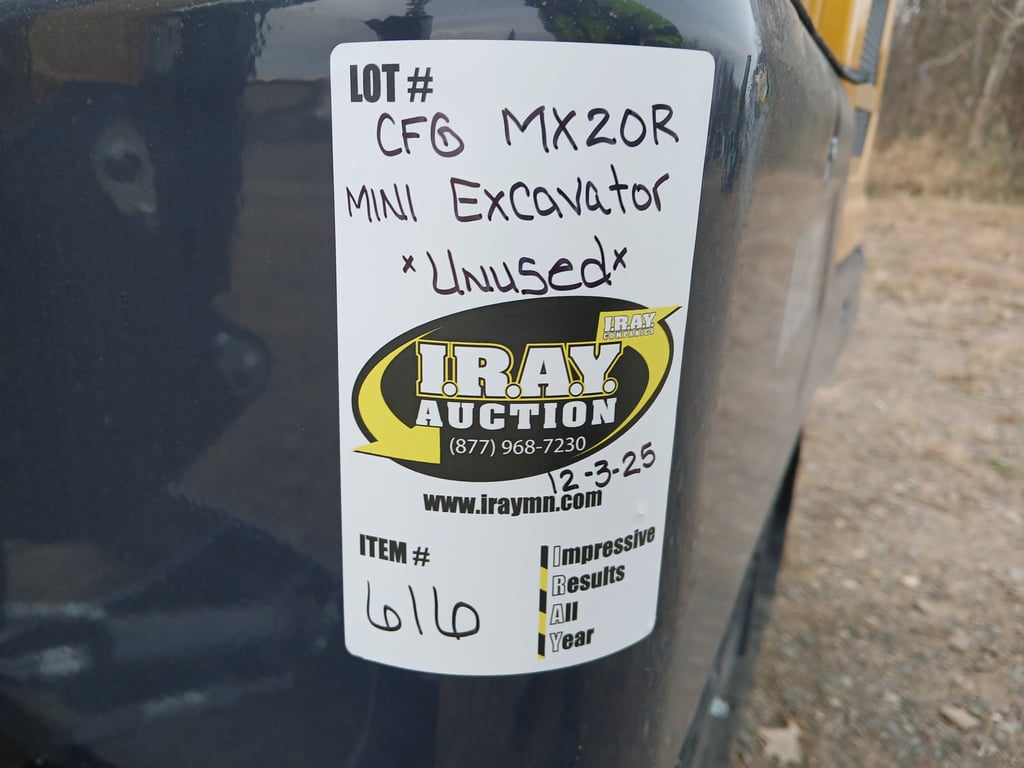 LOT #
CFG MX20R
MINI Excavator
*Unused*
I.R.A.Y.
COMPANIES
I.R.A.Y.
AUCTION
(877) 968-7230
12-3-25
www.iraymn.com
ITEM #
616
Impressive
Results
All
Year